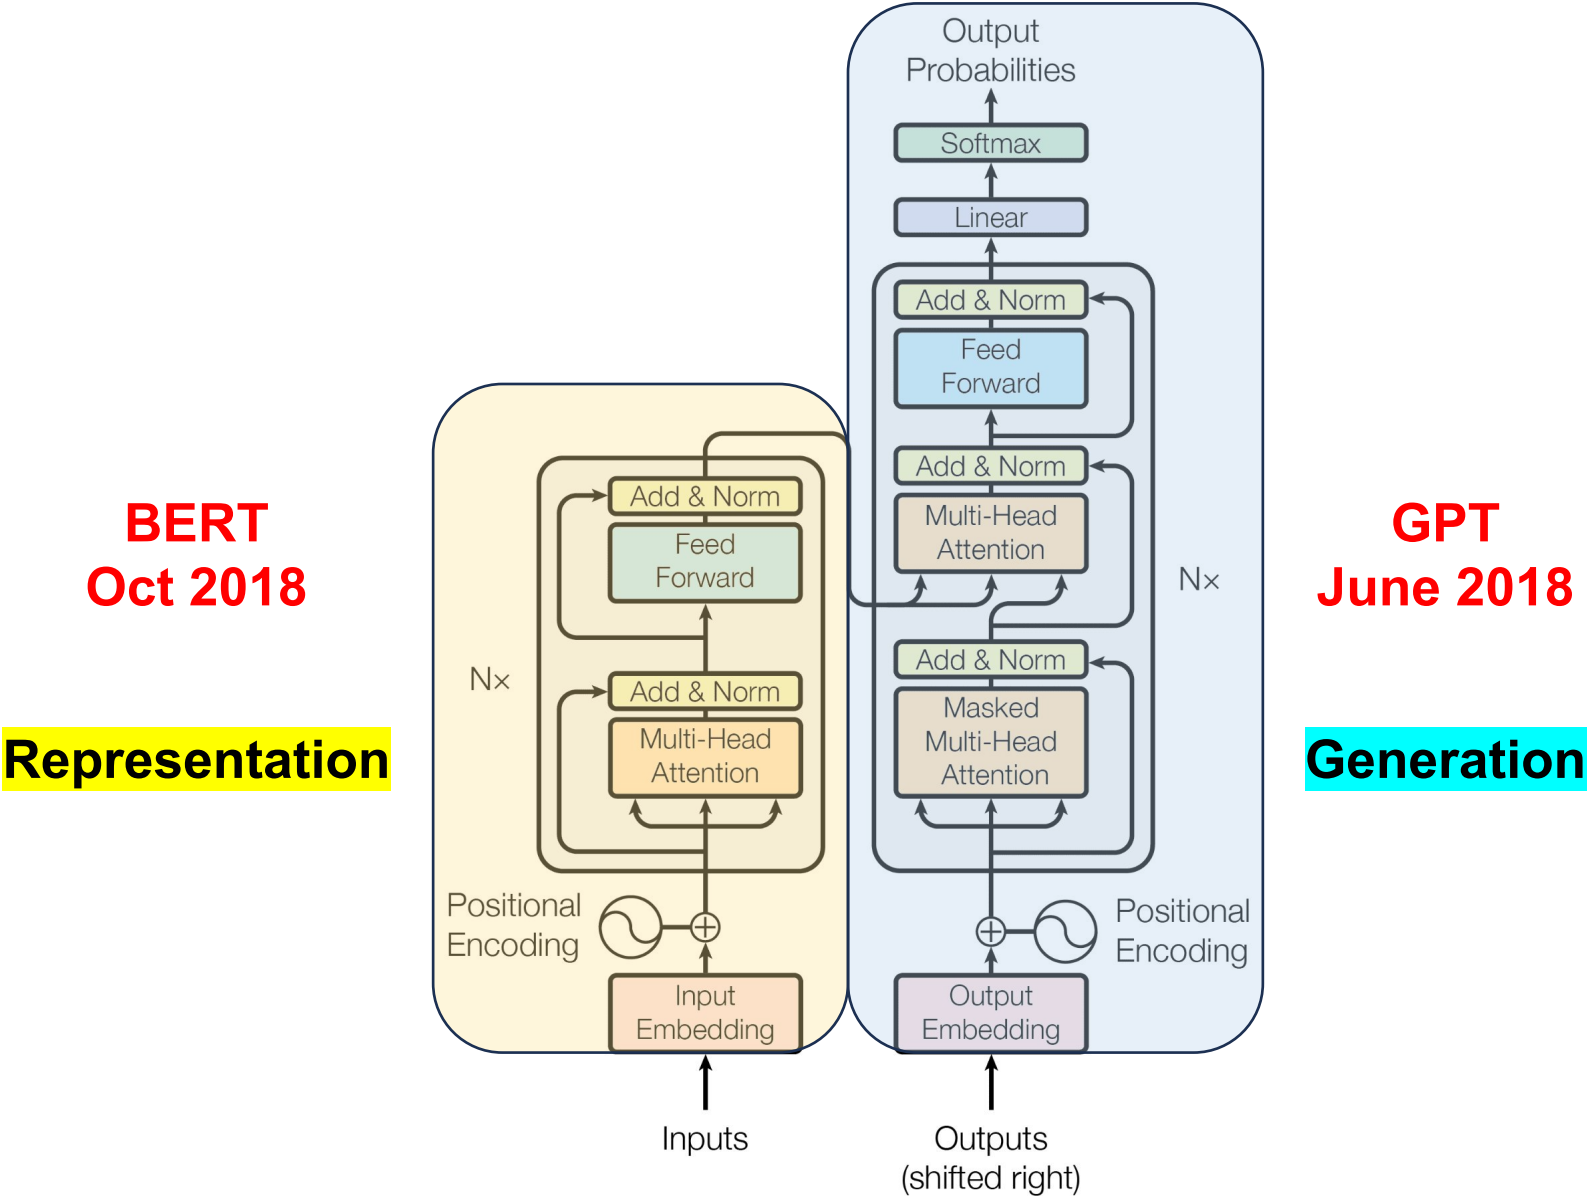 BERT
Oct 2018
Representation
Nx
Add & Norm
Feed
Forward
Add & Norm
Multi-Head
Attention
Positional
Encoding
Input
Embedding
Inputs
Output
Probabilities
Softmax
Linear
Add & Norm
Feed
Forward
Add & Norm
Multi-Head
Attention
Nx
Add & Norm
Masked
Multi-Head
Attention
Positional
Encoding
Output
Embedding
Outputs
(shifted right)
GPT
June 2018
Generation